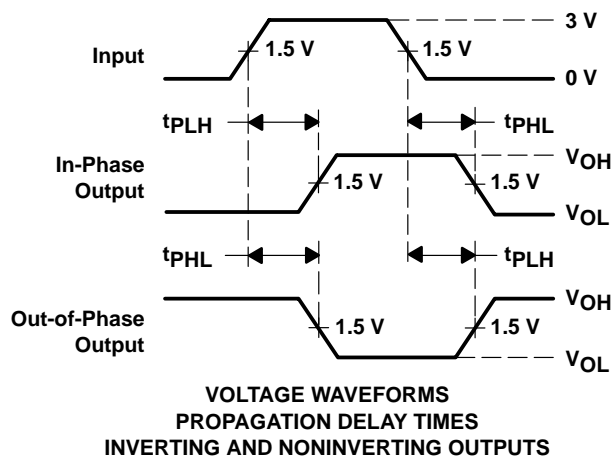 3 V
Input
1.5 V
1.5 V
0 V
tPLH
tPHL
In-Phase
Output
VOH
1.5 V
1.5 V
VOL
tPHL
tPLH
Out-of-Phase
Output
VOH
1.5 V
1.5 V
VOL
VOLTAGE WAVEFORMS
PROPAGATION DELAY TIMES
INVERTING AND NONINVERTING OUTPUTS